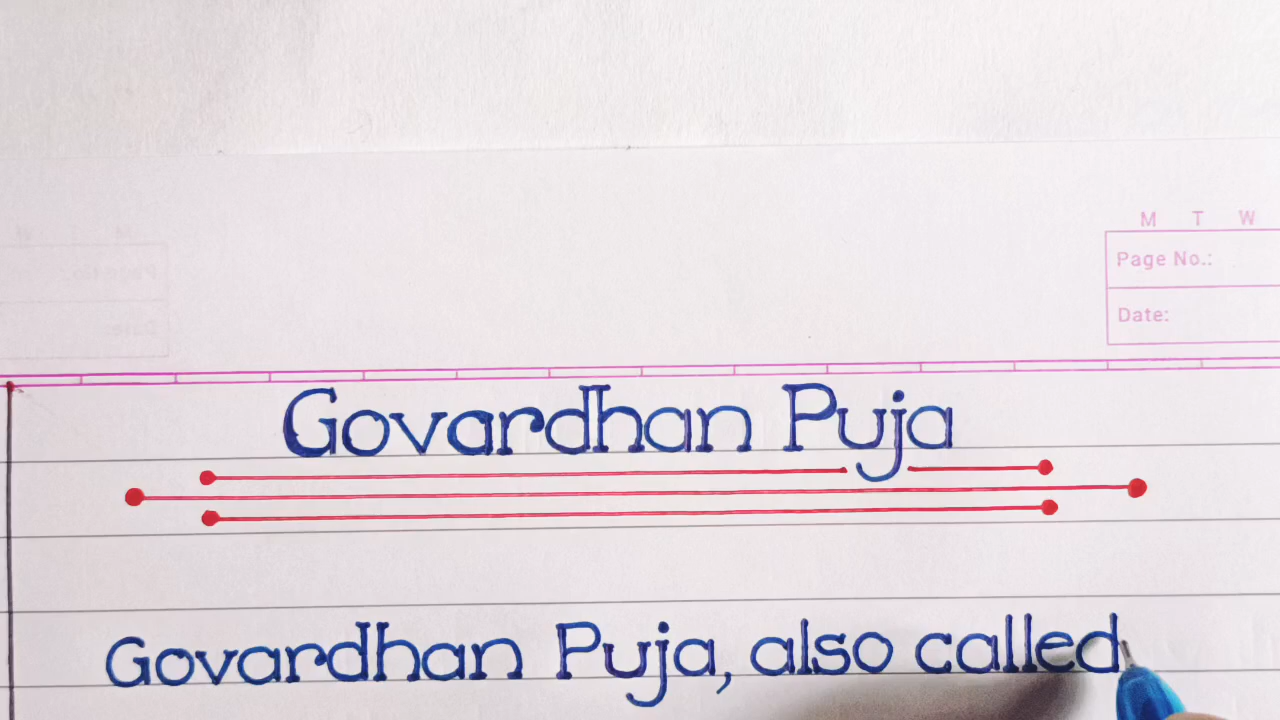 M T W
Page No.:
Date:
Govardhan Puja
Govardhan Puja, also called